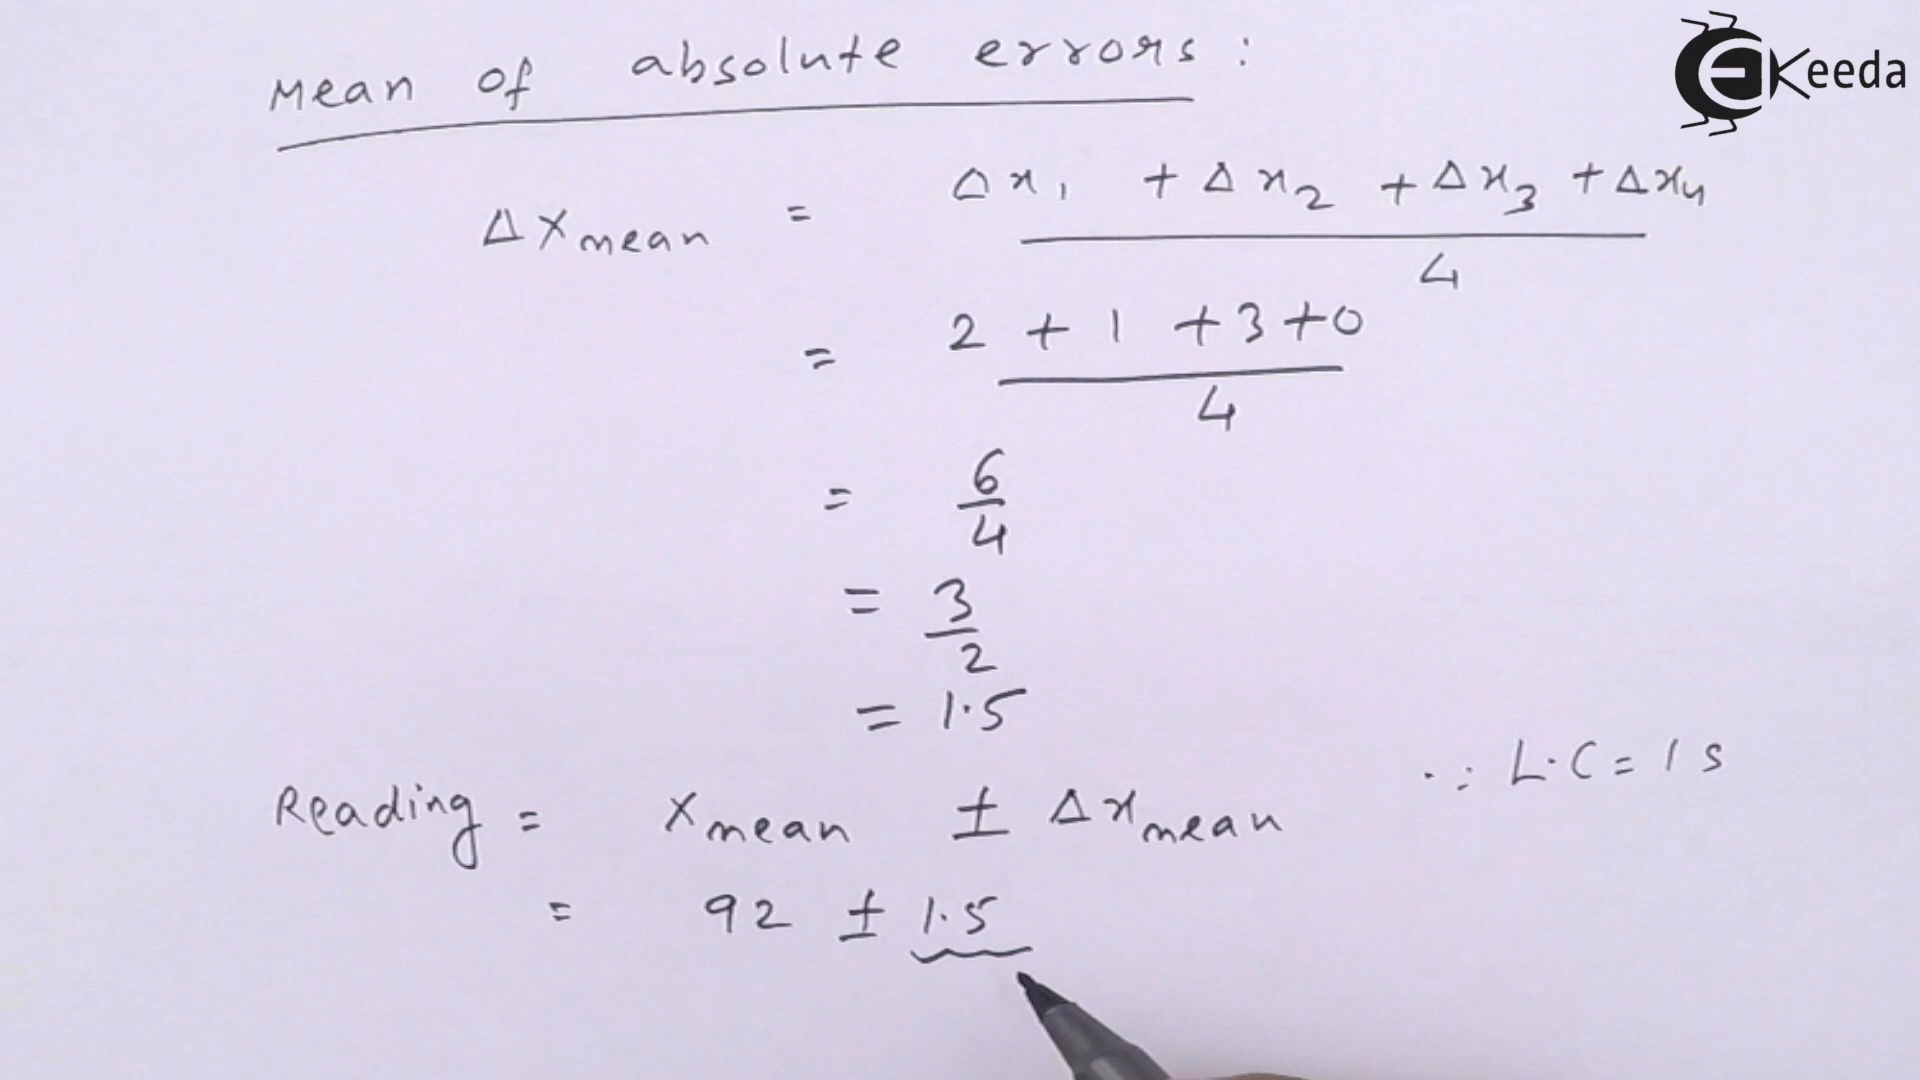 Mean of absolute errors :
EKeeda
Δx₁ + Δx₂ + Δx₃ + Δx₄
ΔXmean =
4
= 2 + 1 + 3 + 0
4
= 6
4
= 3
2
= 1.5
∵ L.C = 1 s
Reading = Xmean ± Δxmean
= 92 ± 1.5